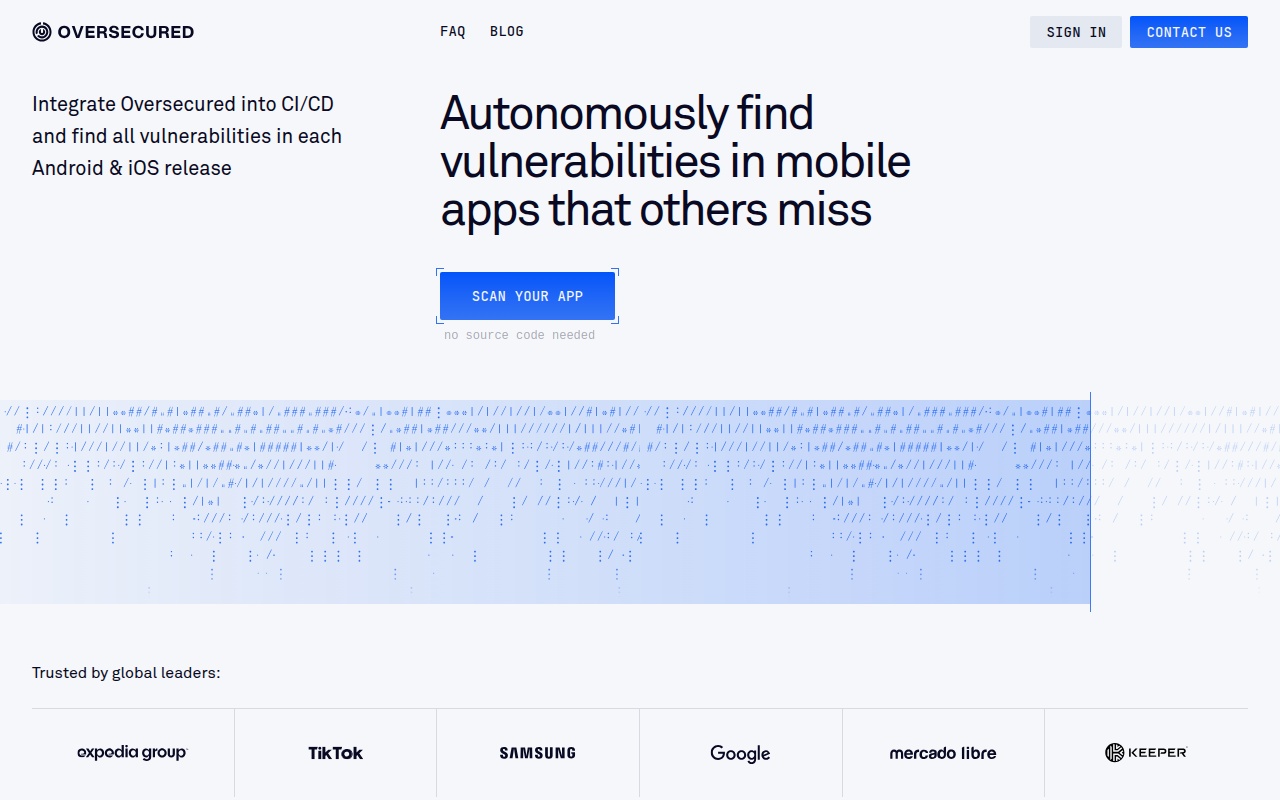 OVERSECURED
FAQ
BLOG
SIGN IN
CONTACT US
Integrate Oversecured into CI/CD
and find all vulnerabilities in each
Android & iOS release
Autonomously find
vulnerabilities in mobile
apps that others miss
SCAN YOUR APP
no source code needed
Trusted by global leaders:
expedia group
TikTok
SAMSUNG
Google
mercado libre
KEEPER